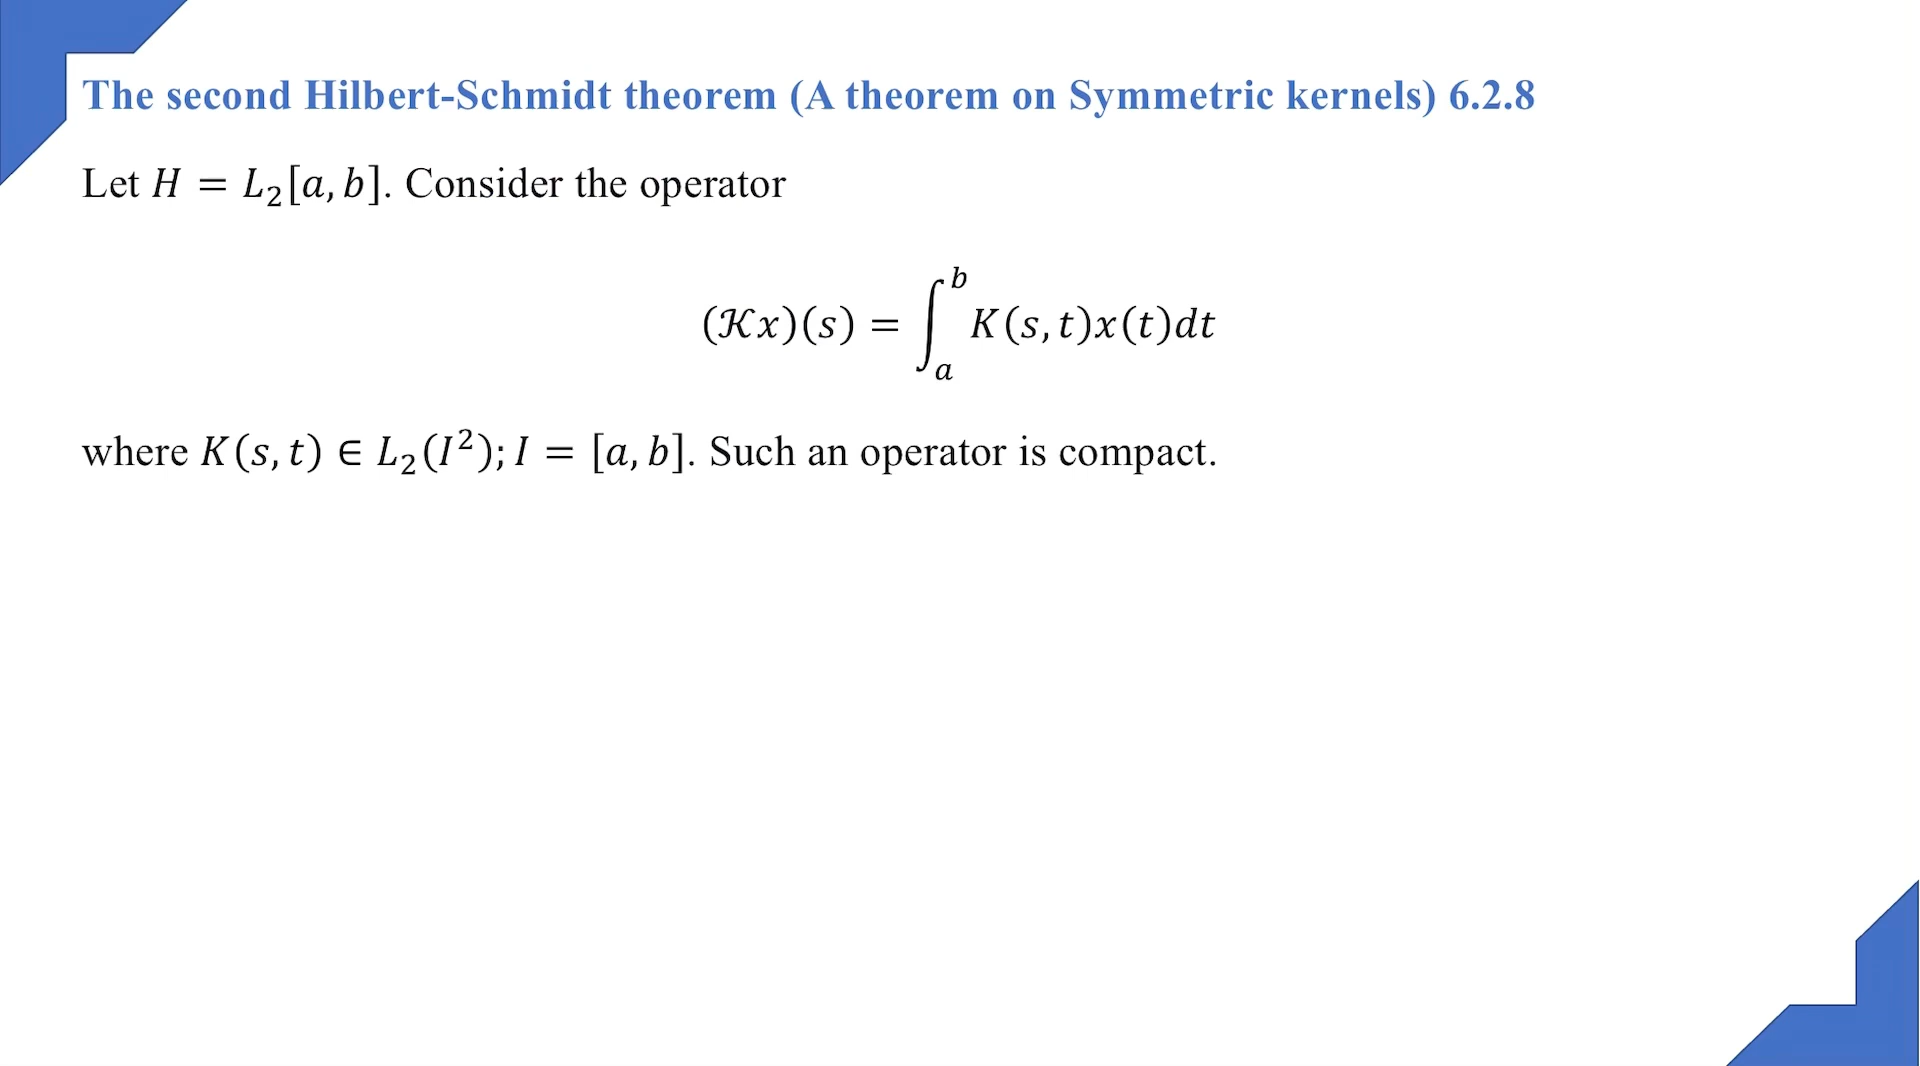 The second Hilbert-Schmidt theorem (A theorem on Symmetric kernels) 6.2.8
Let H = L₂[a, b]. Consider the operator
(𝒦x)(s) = ∫ₐᵇ K(s, t)x(t)dt
where K(s, t) ∈ L₂(I²); I = [a, b]. Such an operator is compact.